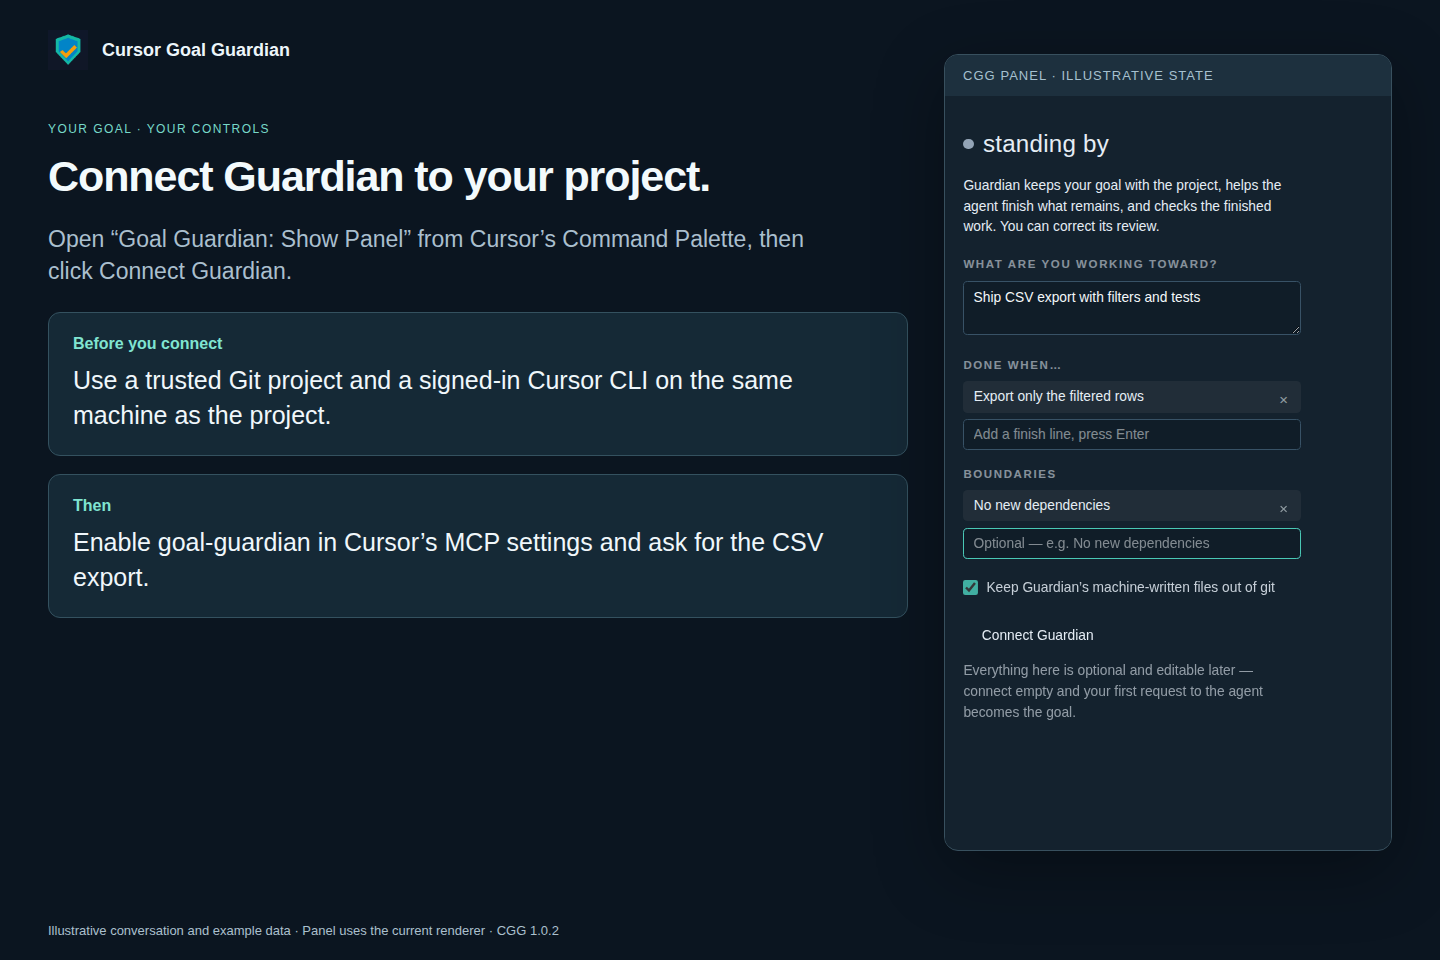 Cursor Goal Guardian
YOUR GOAL · YOUR CONTROLS
Connect Guardian to your project.
Open “Goal Guardian: Show Panel” from Cursor’s Command Palette, then
click Connect Guardian.
Before you connect
Use a trusted Git project and a signed-in Cursor CLI on the same
machine as the project.
Then
Enable goal-guardian in Cursor’s MCP settings and ask for the CSV
export.
CGG PANEL · ILLUSTRATIVE STATE
standing by
Guardian keeps your goal with the project, helps the
agent finish what remains, and checks the finished
work. You can correct its review.
WHAT ARE YOU WORKING TOWARD?
Ship CSV export with filters and tests
DONE WHEN…
Export only the filtered rows ×
Add a finish line, press Enter
BOUNDARIES
No new dependencies ×
Optional — e.g. No new dependencies
Keep Guardian’s machine-written files out of git
Connect Guardian
Everything here is optional and editable later —
connect empty and your first request to the agent
becomes the goal.
Illustrative conversation and example data · Panel uses the current renderer · CGG 1.0.2